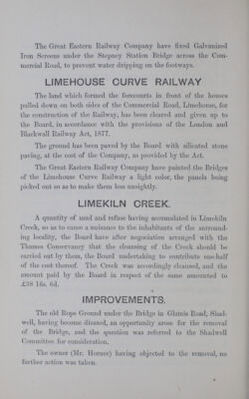 The Great Eastern Railway Company have fixed Galvanized
Iron Screens under the Stepney Station Bridge across the Com-
mercial Road, to prevent water dripping on the footways.
LIMEHOUSE CURVE RAILWAY
The land which formed the forecourts in front of the houses
pulled down on both sides of the Commercial Road, Limehouse, for
the construction of the Railway, has been cleared and given up to
the Board, in accordance with the provisions of the London and
Blackwall Railway Act, 1877.
The ground has been paved by the Board with silicated stone
paving, at the cost of the Company, as provided by the Act.
The Great Eastern Railway Company have painted the Bridges
of the Limehouse Curve Railway a light color, the panels being
picked out so as to make them less unsightly.
LIMEKILN CREEK.
A quantity of mud and refuse having accumulated in Limekiln
Creek, so as to cause a nuisance to the inhabitants of the surround-
ing locality, the Board have after negociation arranged with the
Thames Conservancy that the cleansing of the Creek should be
carried out by them, the Board undertaking to contribute one-half
of the cost thereof. The Creek was accordingly cleansed, and the
amount paid by the Board in respect of the same amounted to
£38 16s. 6d.
IMPROVEMENTS.
The old Rope Ground under the Bridge in Glamis Road, Shad-
well, having become disused, an opportunity arose for the removal
of the Bridge, and the question was referred to the Shadwell
Committee for consideration.
The owner (Mr. Horner) having objected to the removal, no
further action was taken.